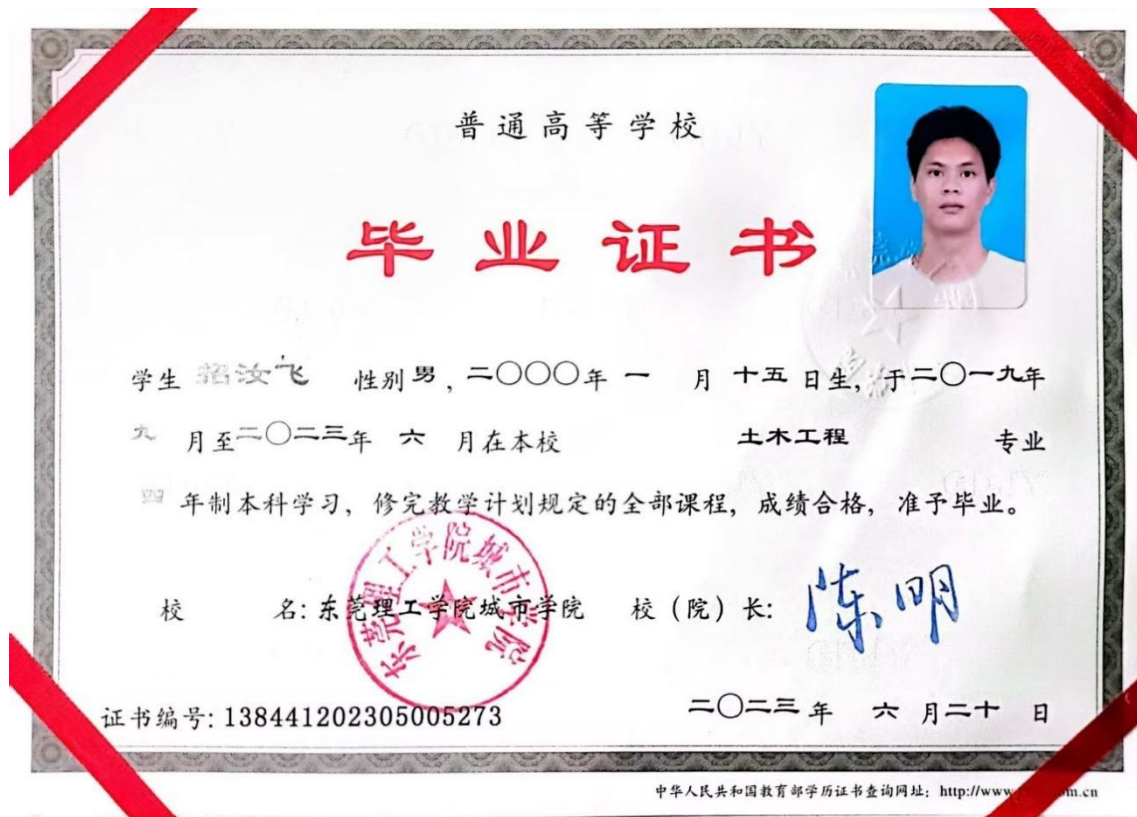 普通高等学校
毕业证书
学生 招汝飞 性别 男 , 二〇〇〇年 一 月 十五 日生, 于二〇一九年
九 月至二〇二三年 六 月在本校 土木工程 专业
四 年制本科学习, 修完教学计划规定的全部课程, 成绩合格, 准予毕业。
东莞理工学院城市学院
校 名: 东莞理工学院城市学院 校 (院) 长: 陈明
证书编号: 138441202305005273 二〇二三年 六 月二十 日
中华人民共和国教育部学历证书查询网址: http://www m.cn